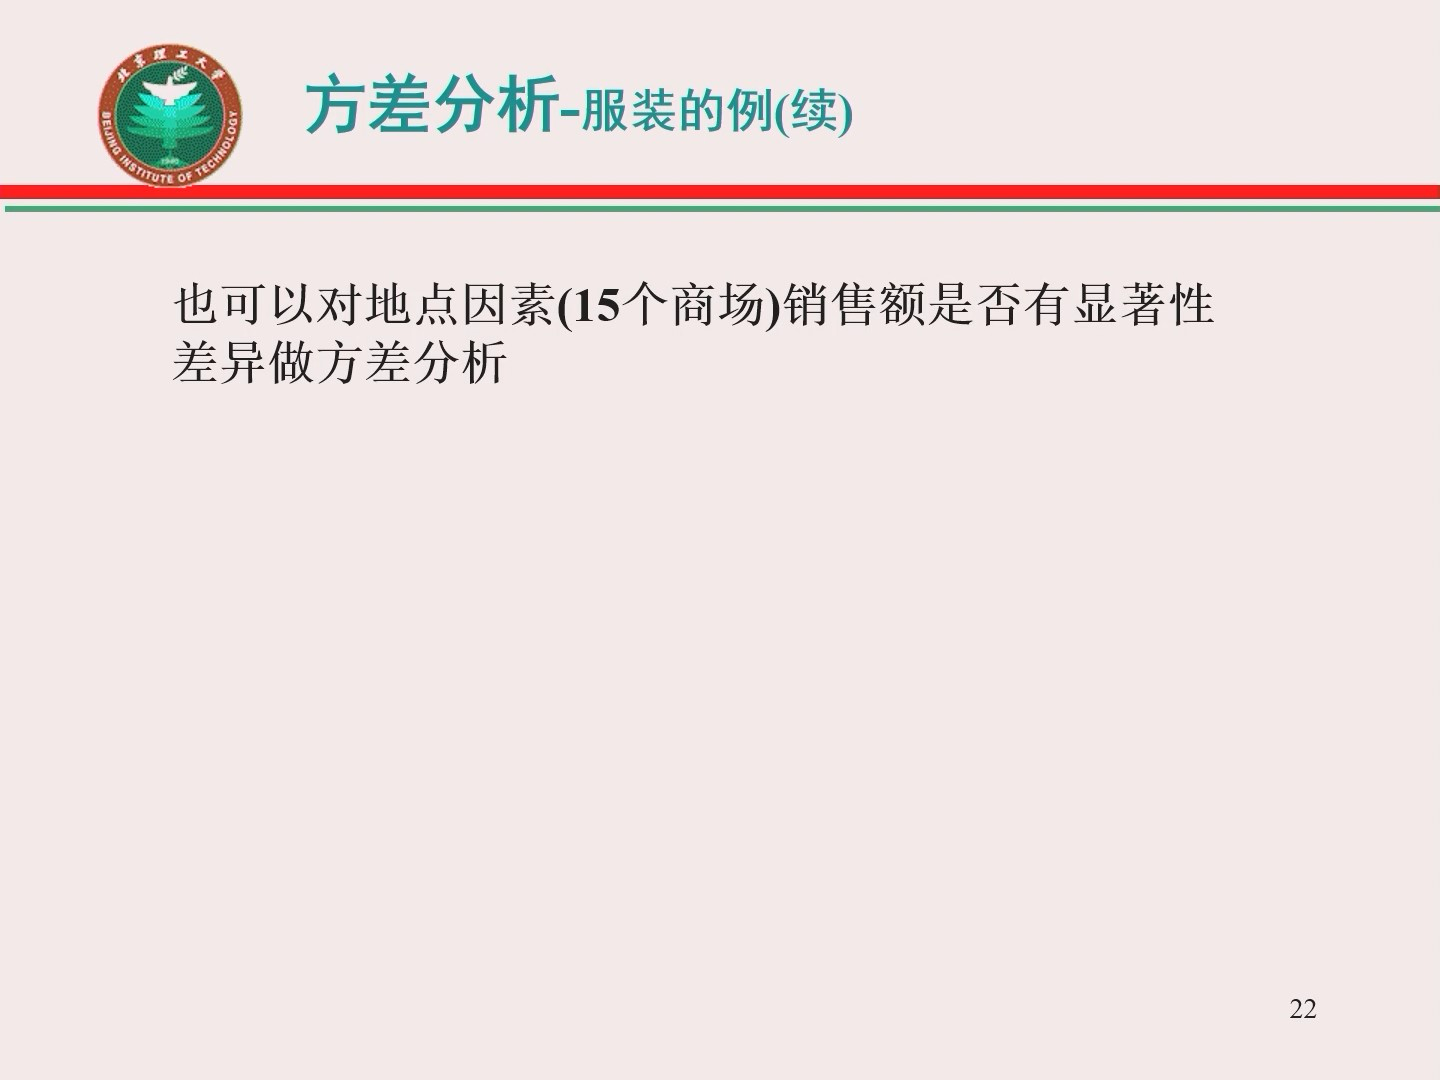 北京理工大学
BEIJING INSTITUTE OF TECHNOLOGY
1940
方差分析-服装的例(续)
也可以对地点因素(15个商场)销售额是否有显著性
差异做方差分析
22